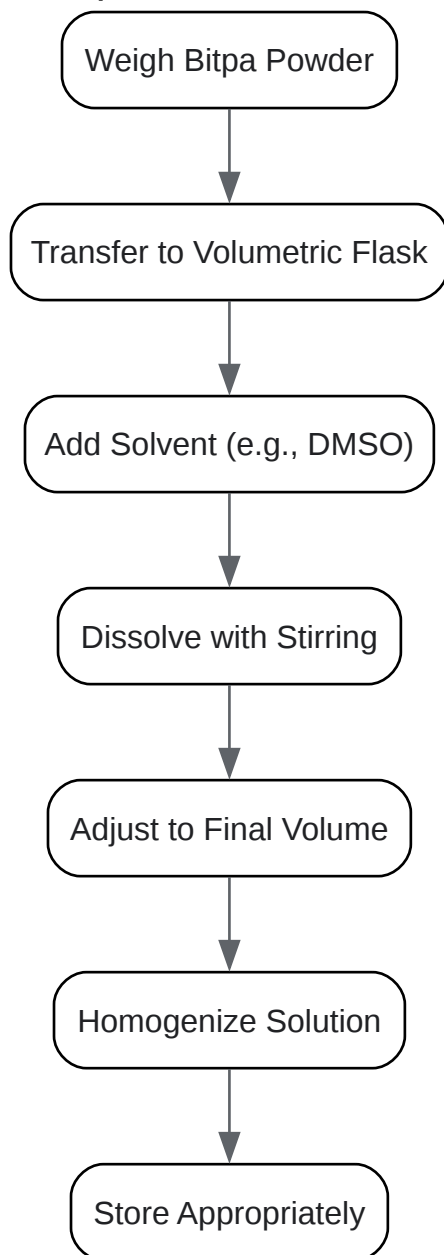 Weigh Bitpa Powder
Transfer to Volumetric Flask
Add Solvent (e.g., DMSO)
Dissolve with Stirring
Adjust to Final Volume
Homogenize Solution
Store Appropriately